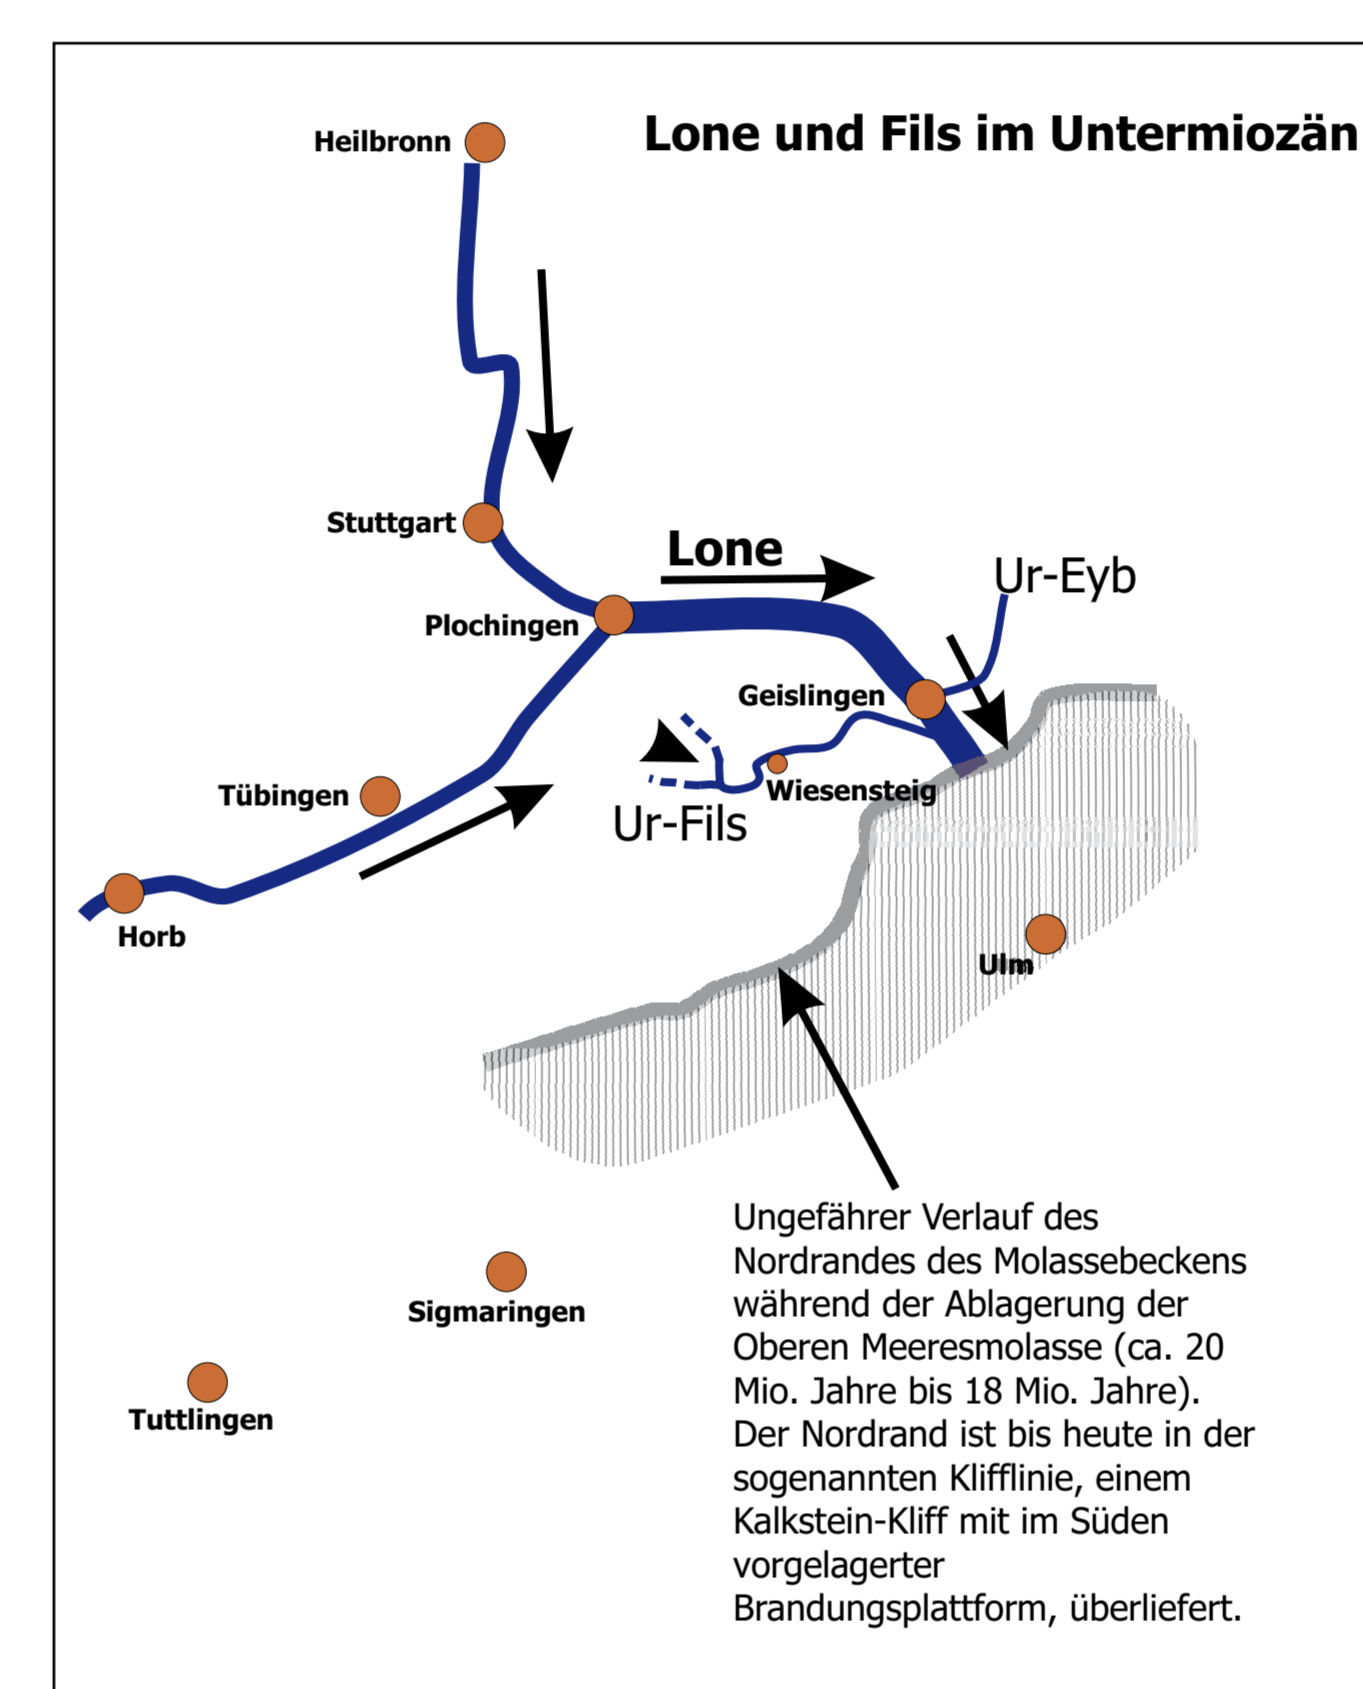 Lone und Fils im Untermiozän
Heilbronn
Stuttgart
Lone
Ur-Eyb
Plochingen
Geislingen
Tübingen
Wiesensteig
Ur-Fils
Horb
Ulm
Ungefährer Verlauf des
Nordrandes des Molassebeckens
während der Ablagerung der
Oberen Meeresmolasse (ca. 20
Mio. Jahre bis 18 Mio. Jahre).
Der Nordrand ist bis heute in der
sogenannten Klifflinie, einem
Kalkstein-Kliff mit im Süden
vorgelagerter
Brandungsplattform, überliefert.
Sigmaringen
Tuttlingen